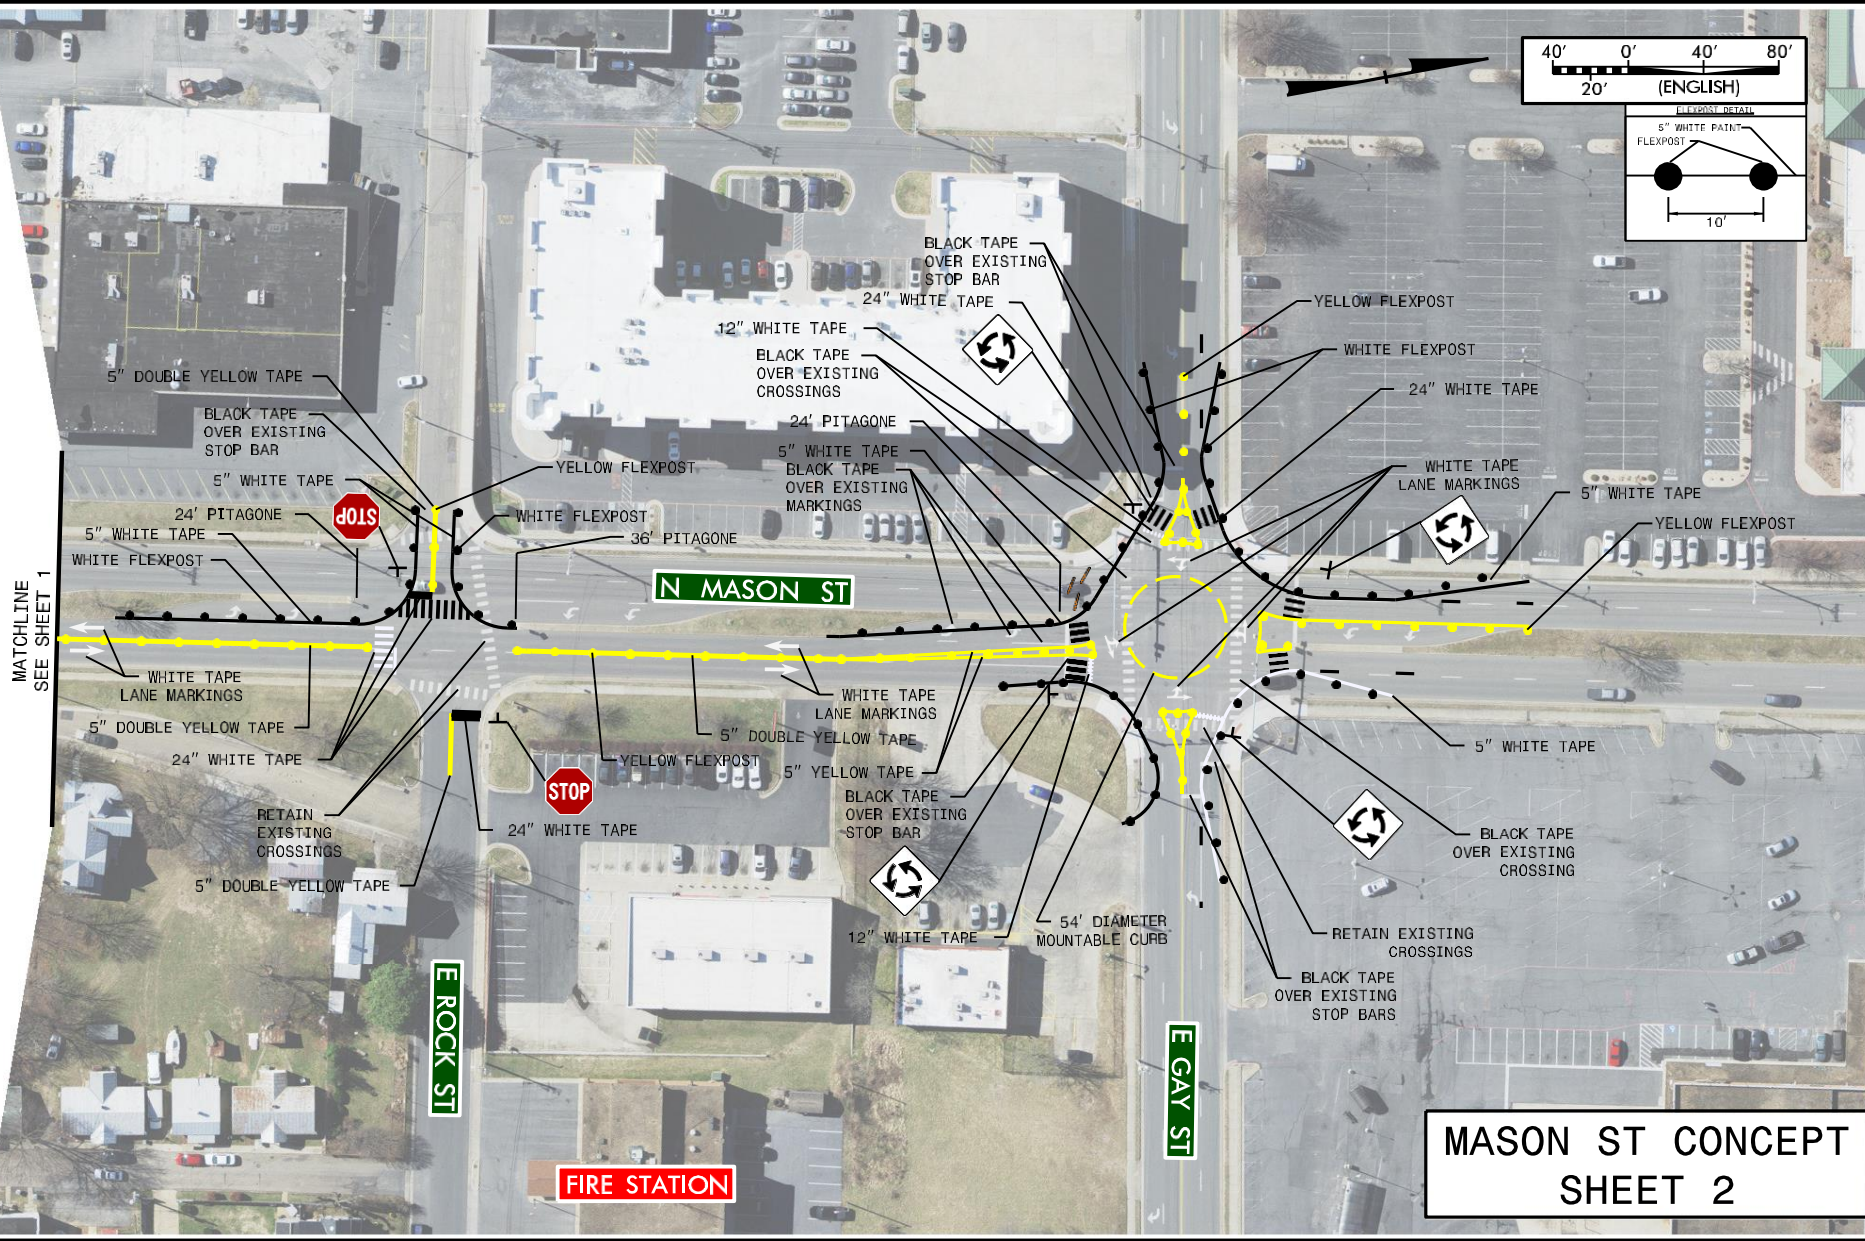 40' 0' 40' 80'
20'
(ENGLISH)
FLEXPOST DETAIL
5" WHITE PAINT
FLEXPOST
10'
BLACK TAPE
OVER EXISTING
STOP BAR
24" WHITE TAPE
12" WHITE TAPE
BLACK TAPE
OVER EXISTING
CROSSINGS
24' PITAGONE
5" WHITE TAPE
BLACK TAPE
OVER EXISTING
MARKINGS
YELLOW FLEXPOST
WHITE FLEXPOST
24" WHITE TAPE
WHITE TAPE
LANE MARKINGS
5" WHITE TAPE
YELLOW FLEXPOST
5" DOUBLE YELLOW TAPE
BLACK TAPE
OVER EXISTING
STOP BAR
5" WHITE TAPE
24' PITAGONE
STOP
5" WHITE TAPE
WHITE FLEXPOST
YELLOW FLEXPOST
WHITE FLEXPOST
36' PITAGONE
N MASON ST
MATCHLINE
SEE SHEET 1
WHITE TAPE
LANE MARKINGS
5" DOUBLE YELLOW TAPE
24" WHITE TAPE
RETAIN
EXISTING
CROSSINGS
5" DOUBLE YELLOW TAPE
24" WHITE TAPE
STOP
YELLOW FLEXPOST
5" DOUBLE YELLOW TAPE
WHITE TAPE
LANE MARKINGS
5" YELLOW TAPE
BLACK TAPE
OVER EXISTING
STOP BAR
12" WHITE TAPE
54' DIAMETER
MOUNTABLE CURB
5" WHITE TAPE
BLACK TAPE
OVER EXISTING
CROSSING
RETAIN EXISTING
CROSSINGS
BLACK TAPE
OVER EXISTING
STOP BARS
E ROCK ST
E GAY ST
FIRE STATION
MASON ST CONCEPT
SHEET 2